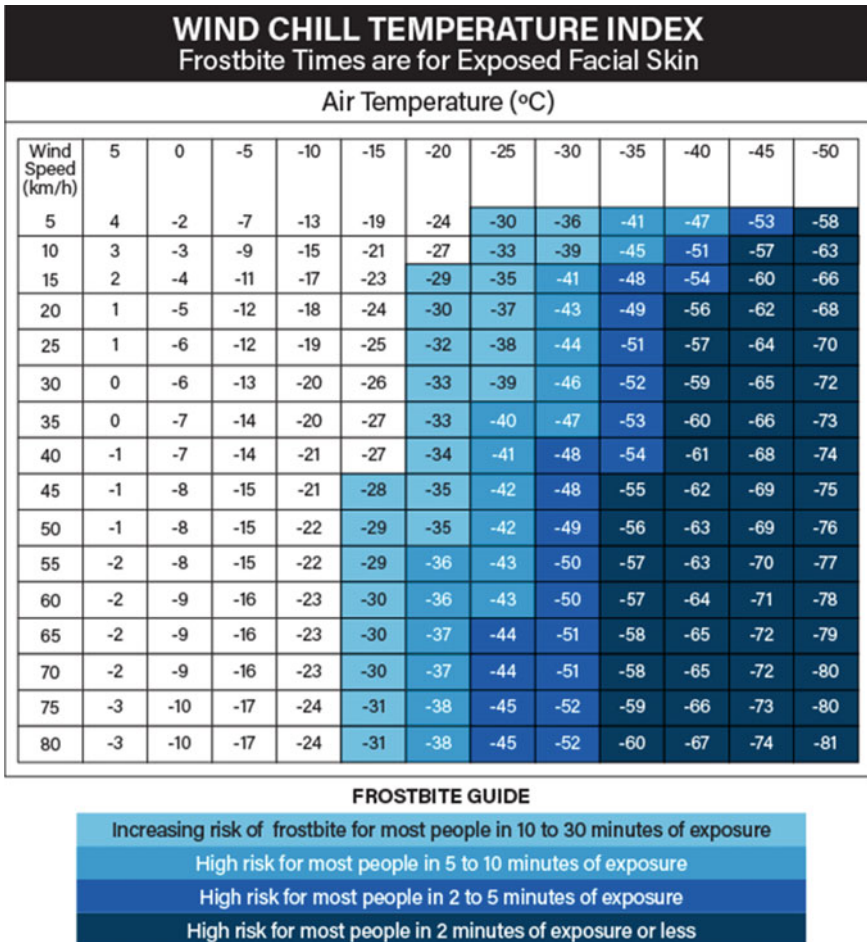 WIND CHILL TEMPERATURE INDEX
Frostbite Times are for Exposed Facial Skin
Air Temperature (ºC)
Wind Speed (km/h) 5 0 -5 -10 -15 -20 -25 -30 -35 -40 -45 -50
5 4 -2 -7 -13 -19 -24 -30 -36 -41 -47 -53 -58
10 3 -3 -9 -15 -21 -27 -33 -39 -45 -51 -57 -63
15 2 -4 -11 -17 -23 -29 -35 -41 -48 -54 -60 -66
20 1 -5 -12 -18 -24 -30 -37 -43 -49 -56 -62 -68
25 1 -6 -12 -19 -25 -32 -38 -44 -51 -57 -64 -70
30 0 -6 -13 -20 -26 -33 -39 -46 -52 -59 -65 -72
35 0 -7 -14 -20 -27 -33 -40 -47 -53 -60 -66 -73
40 -1 -7 -14 -21 -27 -34 -41 -48 -54 -61 -68 -74
45 -1 -8 -15 -21 -28 -35 -42 -48 -55 -62 -69 -75
50 -1 -8 -15 -22 -29 -35 -42 -49 -56 -63 -69 -76
55 -2 -8 -15 -22 -29 -36 -43 -50 -57 -63 -70 -77
60 -2 -9 -16 -23 -30 -36 -43 -50 -57 -64 -71 -78
65 -2 -9 -16 -23 -30 -37 -44 -51 -58 -65 -72 -79
70 -2 -9 -16 -23 -30 -37 -44 -51 -58 -65 -72 -80
75 -3 -10 -17 -24 -31 -38 -45 -52 -59 -66 -73 -80
80 -3 -10 -17 -24 -31 -38 -45 -52 -60 -67 -74 -81
FROSTBITE GUIDE
Increasing risk of frostbite for most people in 10 to 30 minutes of exposure
High risk for most people in 5 to 10 minutes of exposure
High risk for most people in 2 to 5 minutes of exposure
High risk for most people in 2 minutes of exposure or less